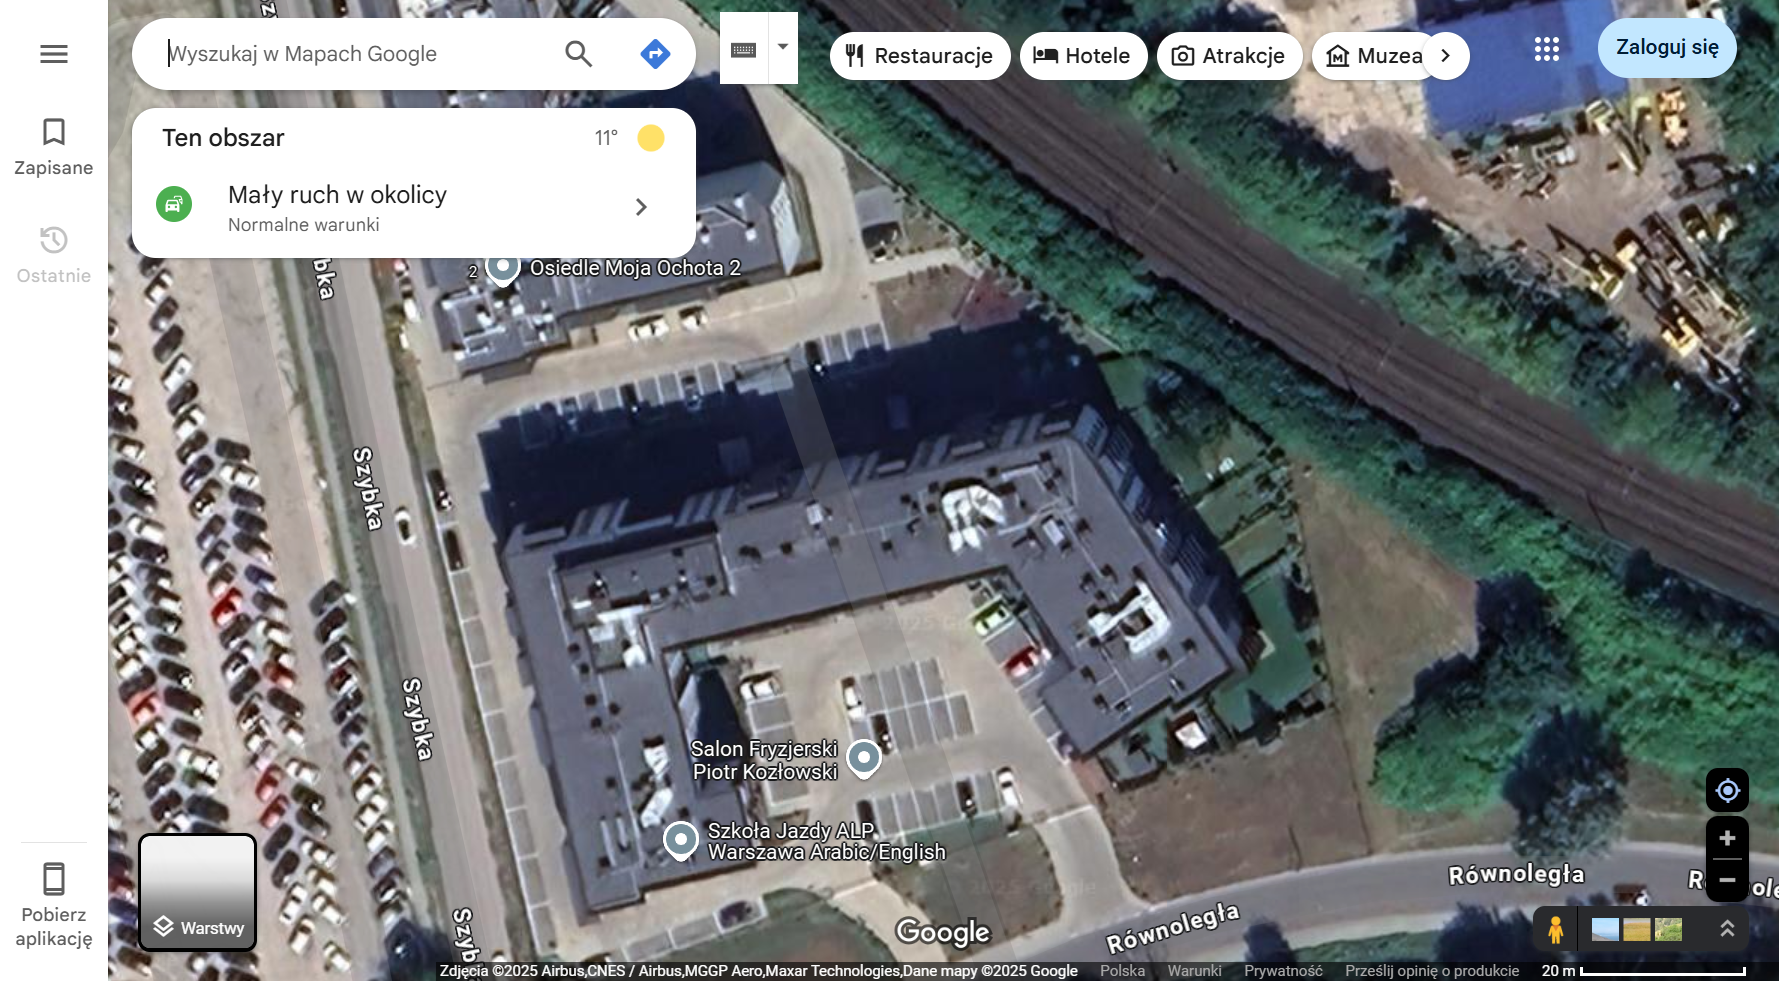 Wyszukaj w Mapach Google
Restauracje
Hotele
Atrakcje
Muzea
Zaloguj się
Zapisane
Ostatnie
Ten obszar
11°
Mały ruch w okolicy
Normalne warunki
2
Osiedle Moja Ochota 2
Szybka
Szybka
Salon Fryzjerski
Piotr Kozłowski
Szkoła Jazdy ALP
Warszawa Arabic/English
Równoległa
Równoległa
Pobierz
aplikację
Warstwy
Google
Zdjęcia ©2025 Airbus,CNES / Airbus,MGGP Aero,Maxar Technologies,Dane mapy ©2025 Google
Polska
Warunki
Prywatność
Prześlij opinię o produkcie
20 m